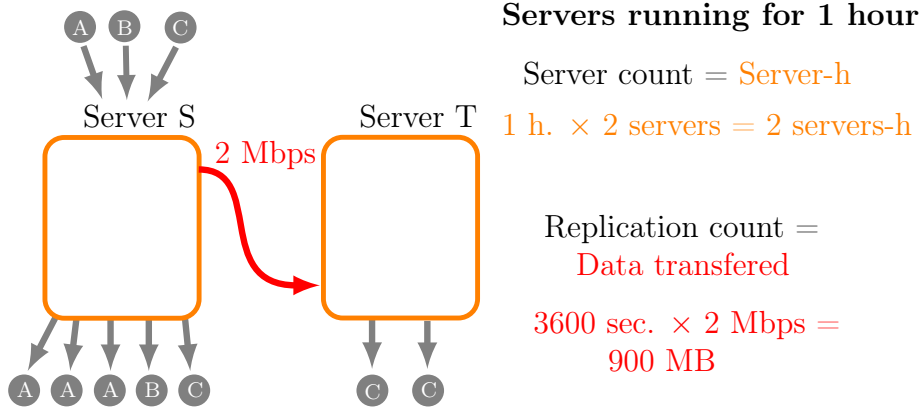 Servers running for 1 hour
A B C
Server count = Server-h
Server S
Server T
1 h. × 2 servers = 2 servers-h
2 Mbps
Replication count =
Data transfered
3600 sec. × 2 Mbps =
900 MB
A A A B C
C C